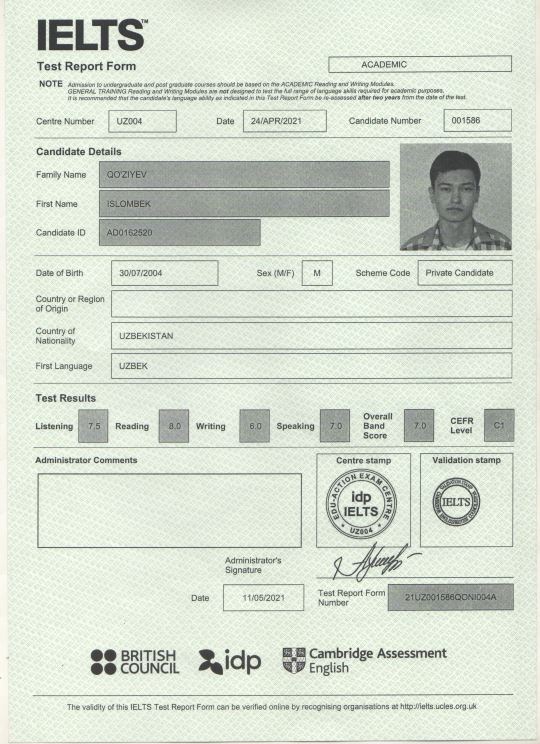 IELTS™
Test Report Form
ACADEMIC
NOTE Admission to undergraduate and post graduate courses should be based on the ACADEMIC Reading and Writing Modules.
GENERAL TRAINING Reading and Writing Modules are not designed to test the full range of language skills required for academic purposes.
It is recommended that the candidate's language ability as indicated in this Test Report Form be re-assessed after two years from the date of the test.
Centre Number UZ004 Date 24/APR/2021 Candidate Number 001586
Candidate Details
Family Name QO'ZIYEV
First Name ISLOMBEK
Candidate ID AD0162520
Date of Birth 30/07/2004 Sex (M/F) M Scheme Code Private Candidate
Country or Region
of Origin
Country of
Nationality UZBEKISTAN
First Language UZBEK
Test Results
Listening 7.5 Reading 8.0 Writing 6.0 Speaking 7.0 Overall Band Score 7.0 CEFR Level C1
Administrator Comments
Centre stamp
Validation stamp
EDU-ACTION EXAM CENTRE
idp
IELTS
UZ004
IELTS
Administrator's
Signature
Date 11/05/2021
Test Report Form
Number 21UZ001586QONI004A
BRITISH
COUNCIL
idp
Cambridge Assessment
English
The validity of this IELTS Test Report Form can be verified online by recognising organisations at http://ielts.ucles.org.uk